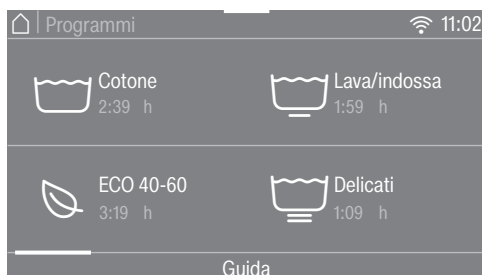 Programmi 11:02
Cotone
2:39 h
Lava/indossa
1:59 h
ECO 40-60
3:19 h
Delicati
1:09 h
Guida